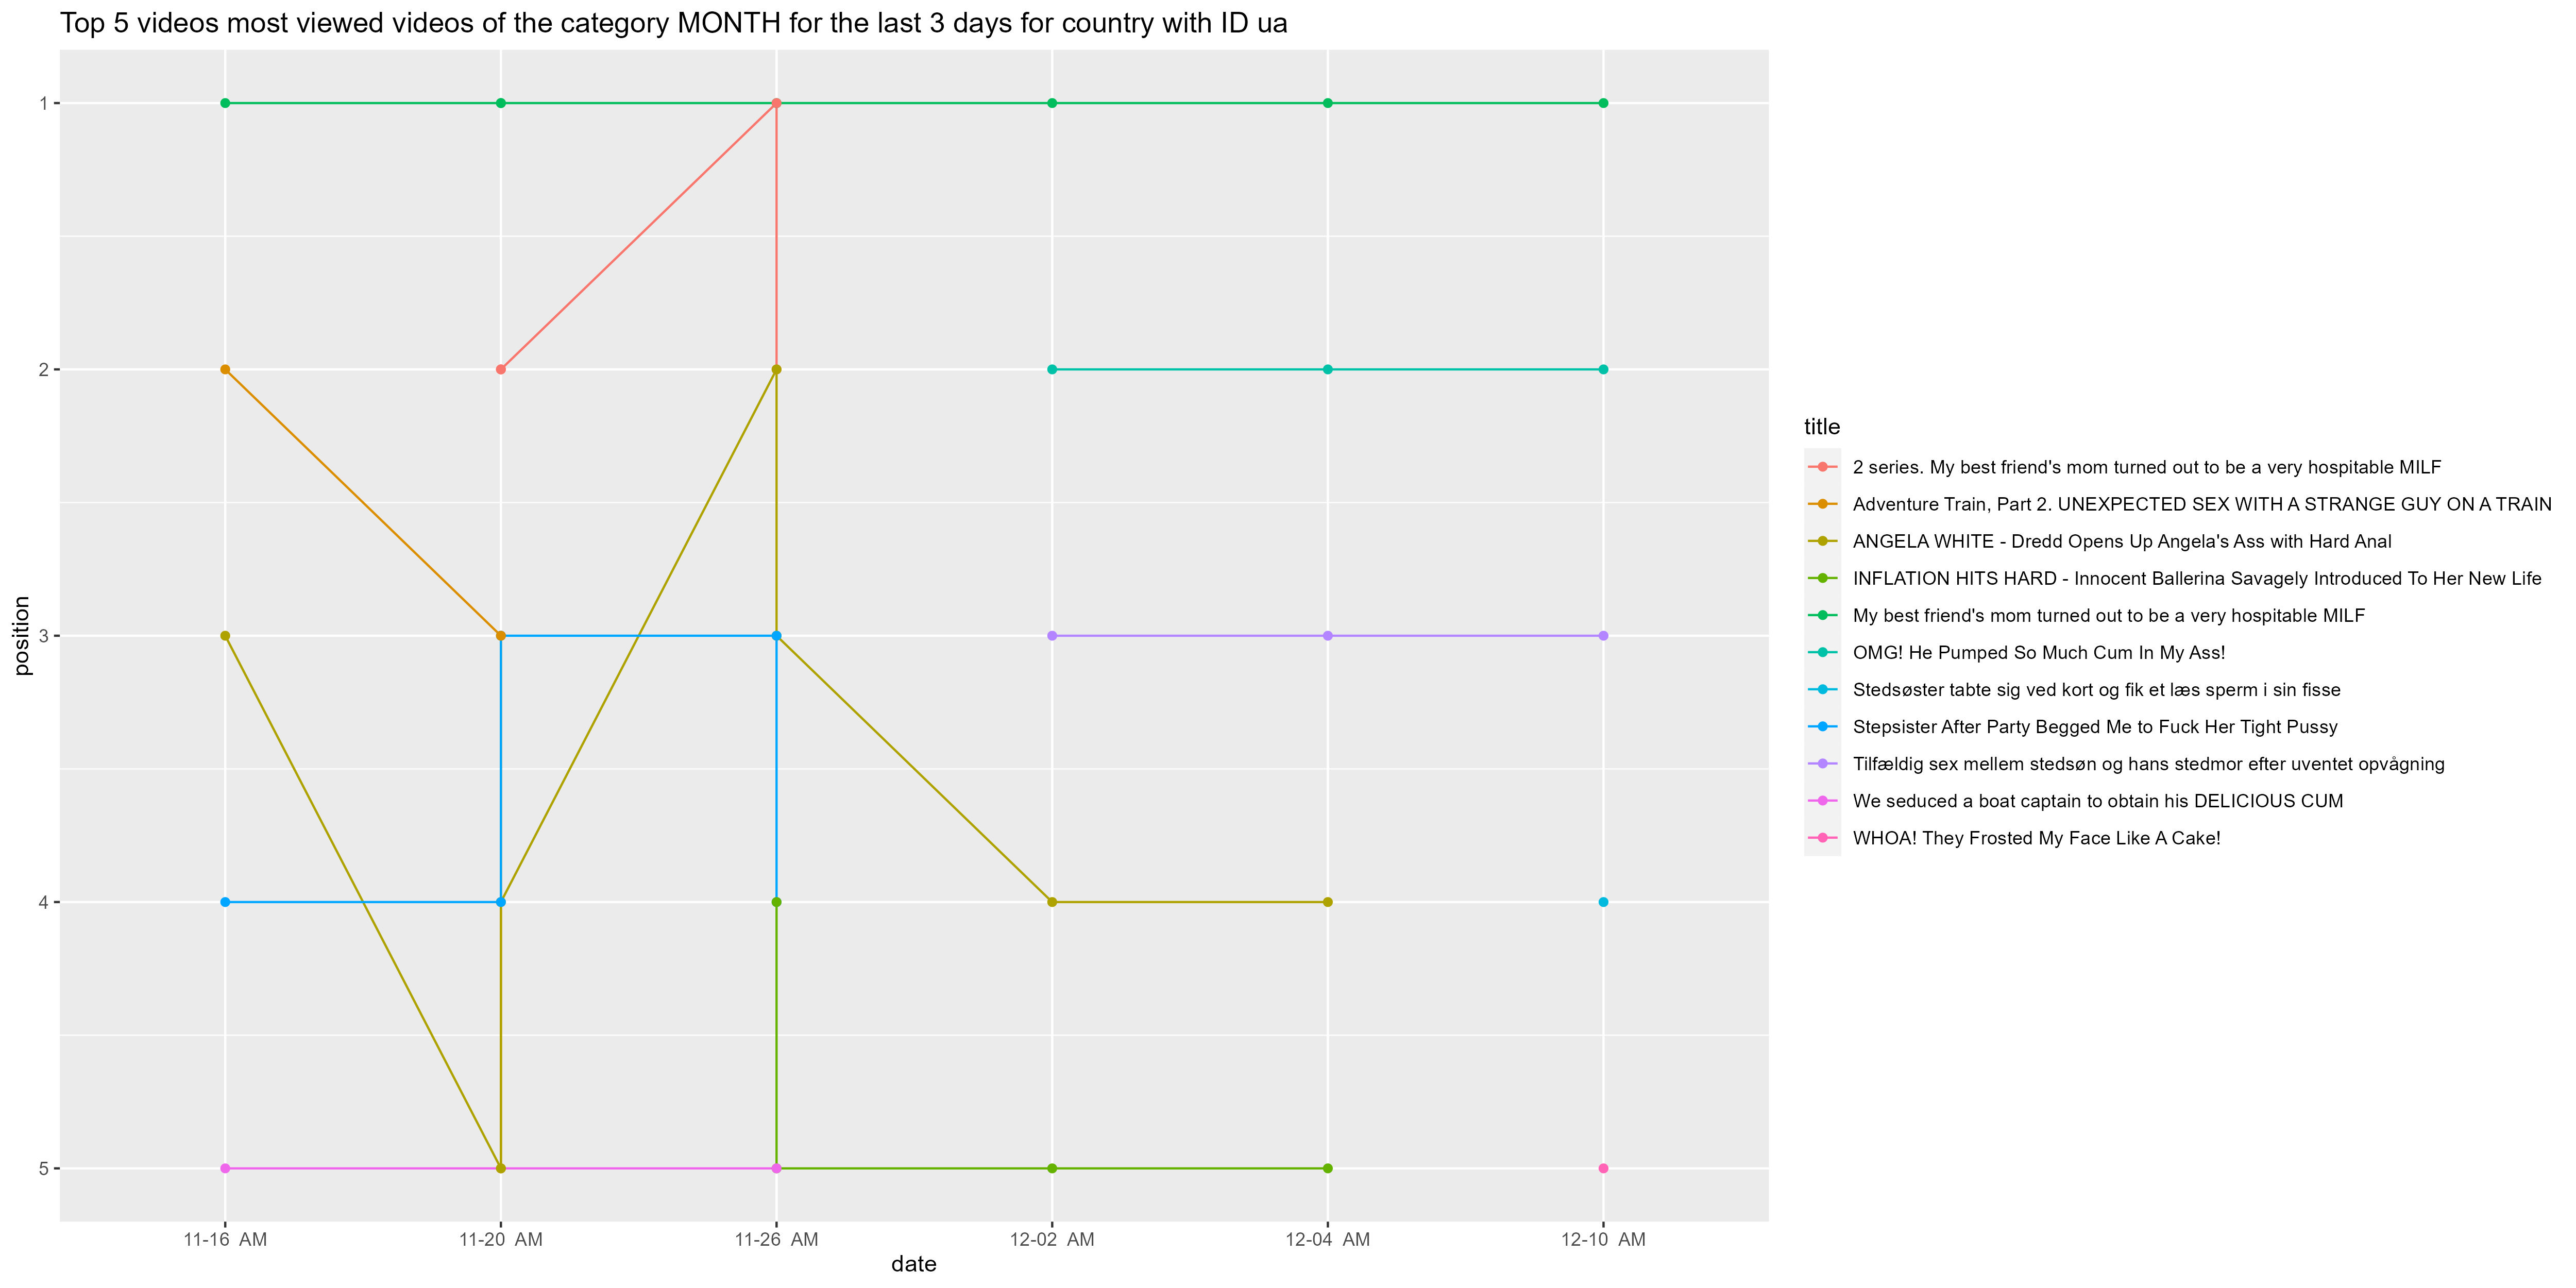 Top 5 videos most viewed videos of the category MONTH for the last 3 days for country with ID ua
1
2
3
4
5
position
11-16 AM
11-20 AM
11-26 AM
12-02 AM
12-04 AM
12-10 AM
date
title
2 series. My best friend's mom turned out to be a very hospitable MILF
Adventure Train, Part 2. UNEXPECTED SEX WITH A STRANGE GUY ON A TRAIN
ANGELA WHITE - Dredd Opens Up Angela's Ass with Hard Anal
INFLATION HITS HARD - Innocent Ballerina Savagely Introduced To Her New Life
My best friend's mom turned out to be a very hospitable MILF
OMG! He Pumped So Much Cum In My Ass!
Stedsøster tabte sig ved kort og fik et læs sperm i sin fisse
Stepsister After Party Begged Me to Fuck Her Tight Pussy
Tilfældig sex mellem stedsøn og hans stedmor efter uventet opvågning
We seduced a boat captain to obtain his DELICIOUS CUM
WHOA! They Frosted My Face Like A Cake!